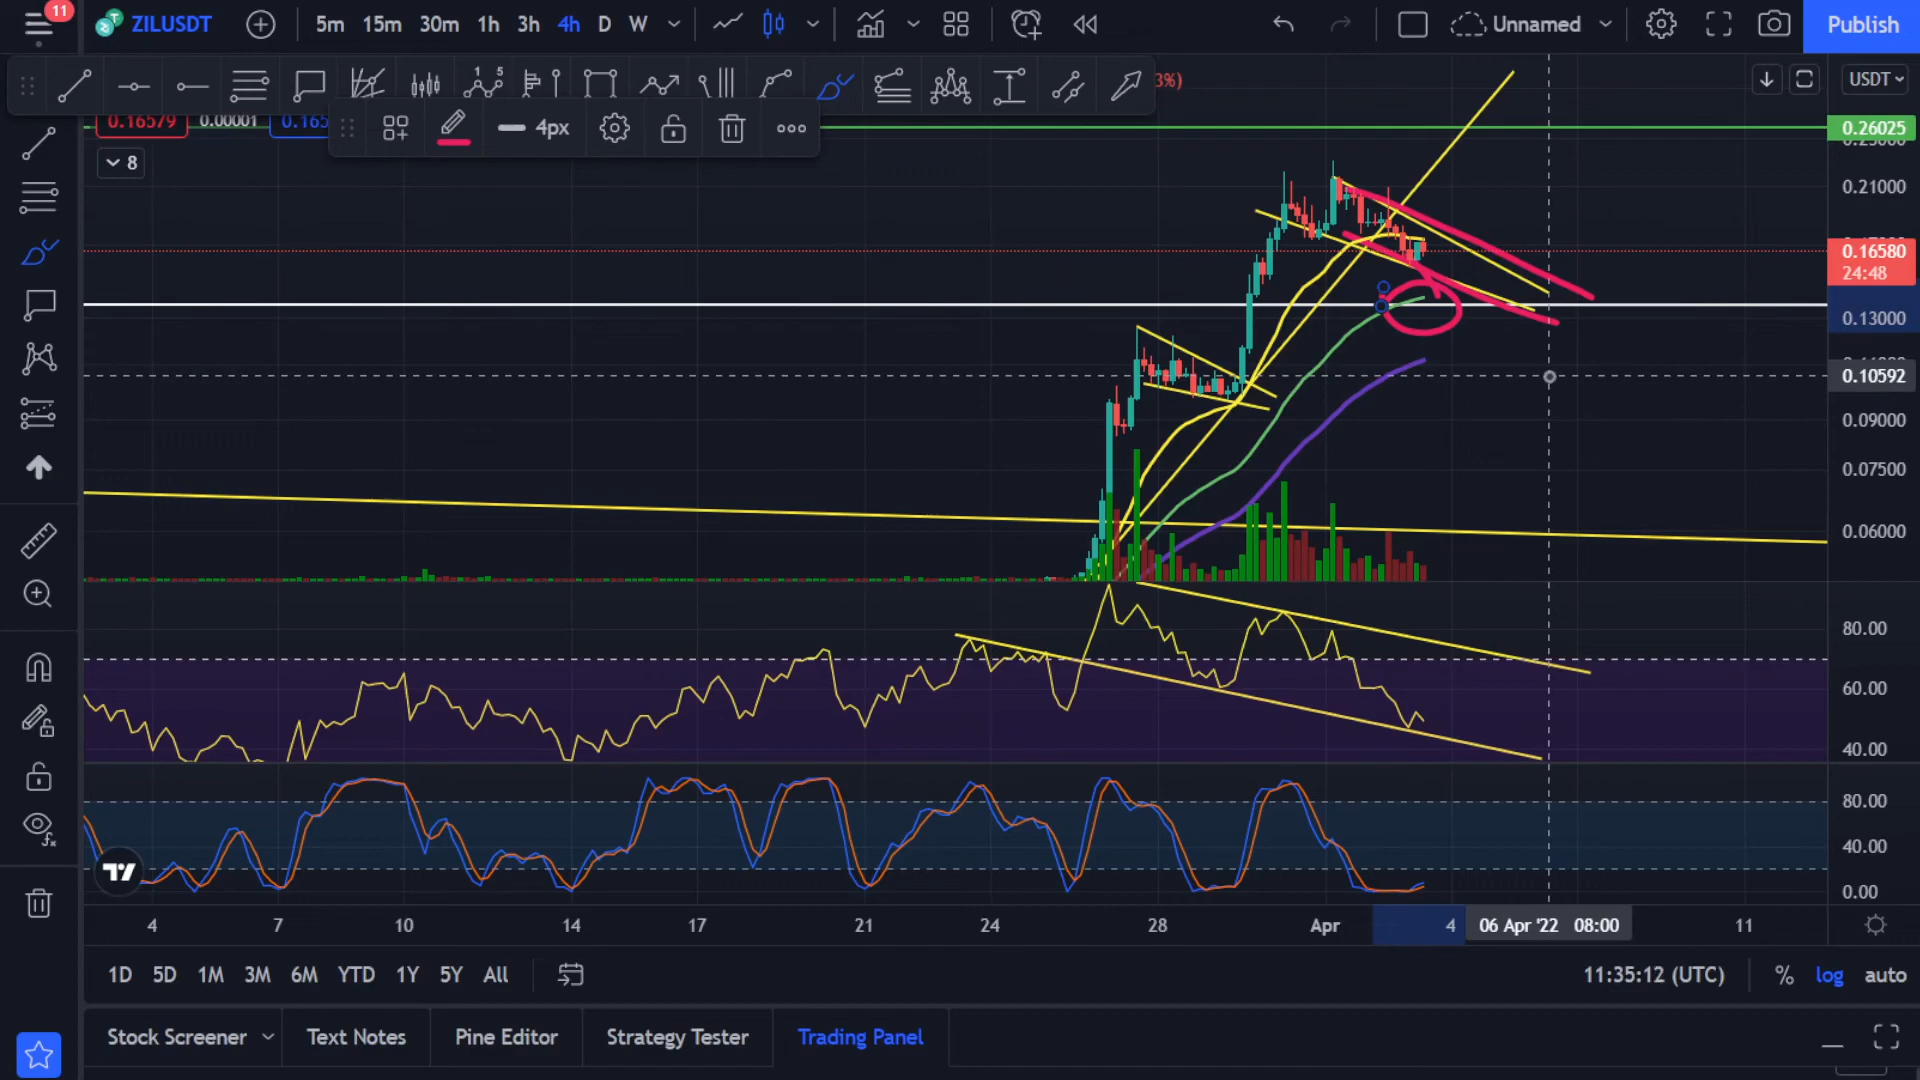 11
ZILUSDT
5m 15m 30m 1h 3h 4h D W
Unnamed
Publish
3%)
USDT
0.16579 0.00001 0.165
4px
8
0.26025
0.21000
0.16580
24:48
0.13000
0.10592
0.09000
0.07500
0.06000
80.00
60.00
40.00
80.00
40.00
0.00
4 7 10 14 17 21 24 28 Apr 4 06 Apr '22 08:00 11
1D 5D 1M 3M 6M YTD 1Y 5Y All
11:35:12 (UTC) % log auto
Stock Screener Text Notes Pine Editor Strategy Tester Trading Panel